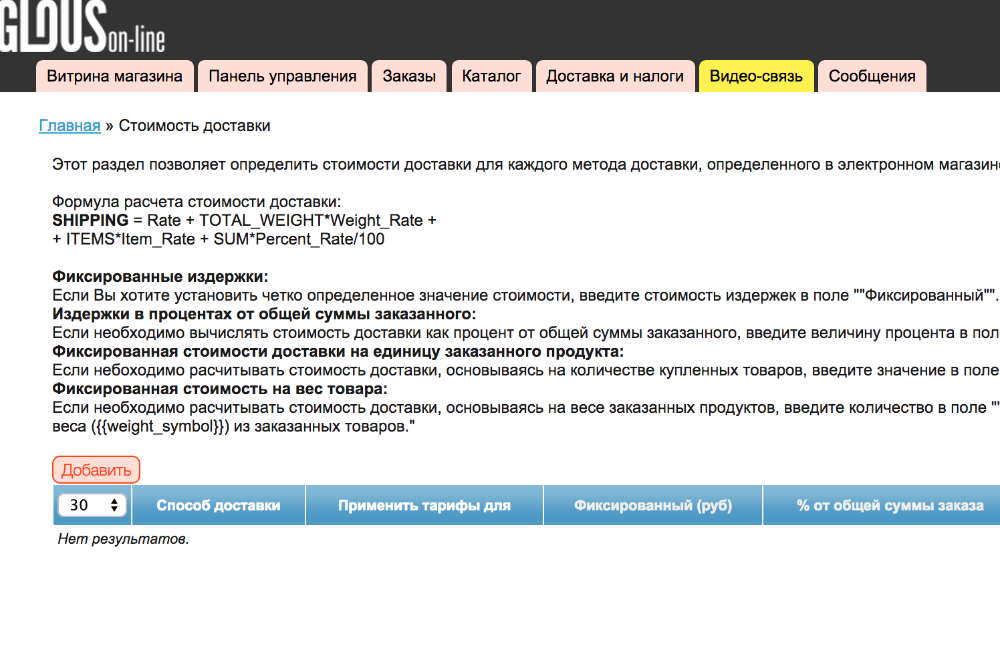 GLOUS on-line
Витрина магазина Панель управления Заказы Каталог Доставка и налоги Видео-связь Сообщения
Главная » Стоимость доставки
Этот раздел позволяет определить стоимости доставки для каждого метода доставки, определенного в электронном
Формула расчета стоимости доставки:
SHIPPING = Rate + TOTAL_WEIGHT*Weight_Rate +
+ ITEMS*Item_Rate + SUM*Percent_Rate/100
Фиксированные издержки:
Если Вы хотите установить четко определенное значение стоимости, введите стоимость издержек в поле ""Фиксированный"".
Издержки в процентах от общей суммы заказанного:
Если необходимо вычислять стоимость доставки как процент от общей суммы заказанного, введите величину процента в
Фиксированная стоимости доставки на единицу заказанного продукта:
Если небоходимо расчитывать стоимость доставки, основываясь на количестве купленных товаров, введите значение в поле
Фиксированная стоимость на вес товара:
Если необходимо расчитывать стоимость доставки, основываясь на весе заказанных продуктов, введите количество в поле ""
веса ({{weight_symbol}}) из заказанных товаров."
Добавить
30 Способ доставки Применить тарифы для Фиксированный (руб) % от общей суммы заказа
Нет результатов.